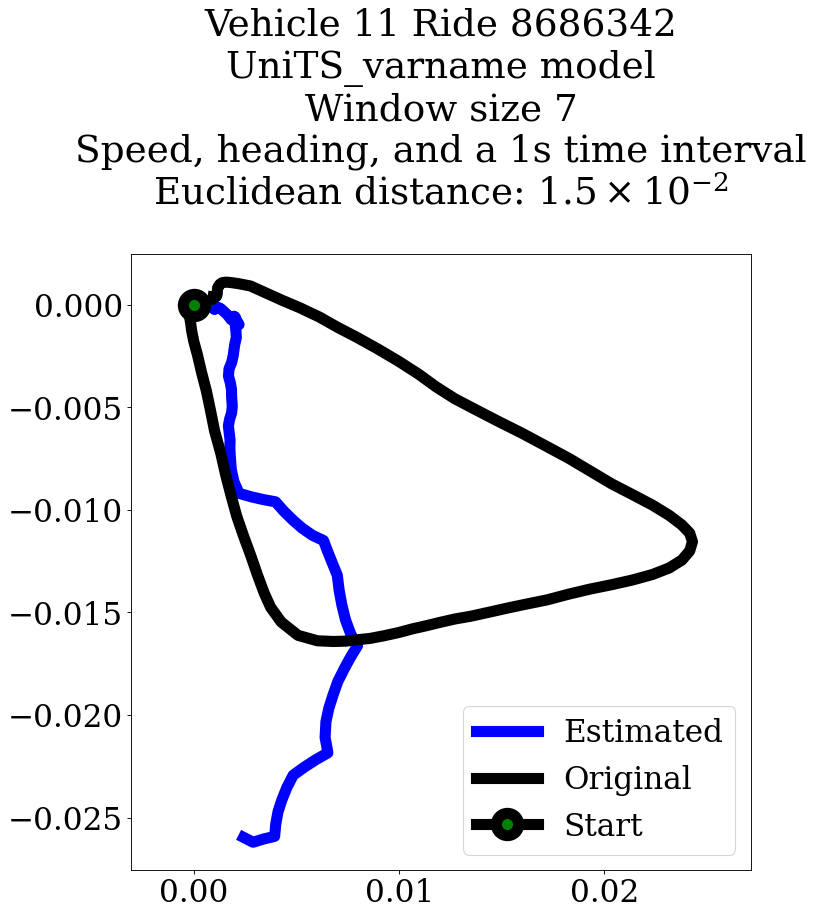 Vehicle 11 Ride 8686342
UniTS_varname model
Window size 7
Speed, heading, and a 1s time interval
Euclidean distance: 1.5 × 10⁻²
0.000
−0.005
−0.010
−0.015
−0.020
−0.025
Estimated
Original
Start
0.00 0.01 0.02